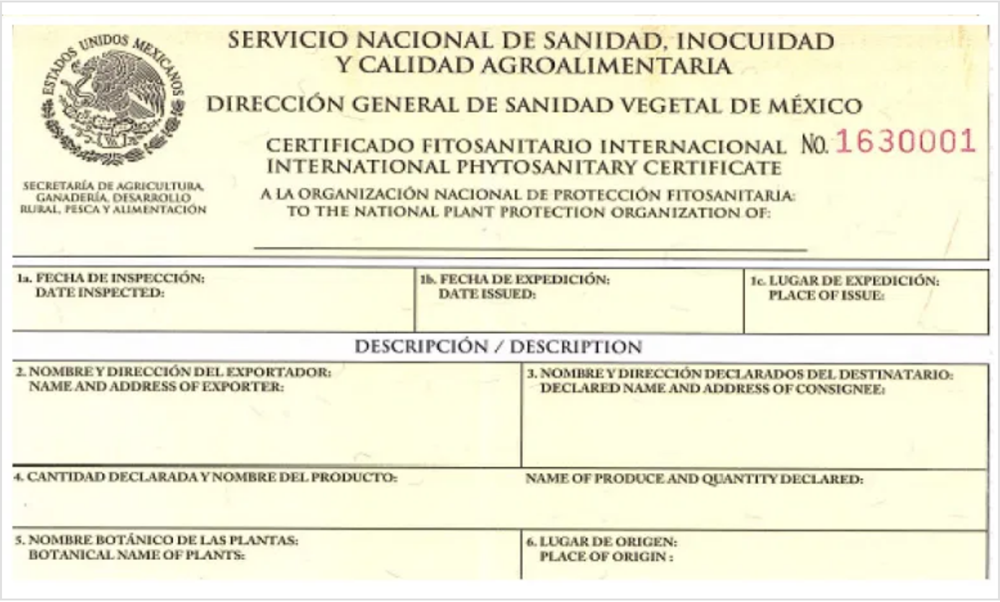 ESTADOS UNIDOS MEXICANOS
SERVICIO NACIONAL DE SANIDAD, INOCUIDAD
Y CALIDAD AGROALIMENTARIA
DIRECCIÓN GENERAL DE SANIDAD VEGETAL DE MÉXICO
CERTIFICADO FITOSANITARIO INTERNACIONAL No. 1630001
INTERNATIONAL PHYTOSANITARY CERTIFICATE
SECRETARÍA DE AGRICULTURA,
GANADERÍA, DESARROLLO
RURAL, PESCA Y ALIMENTACIÓN
A LA ORGANIZACIÓN NACIONAL DE PROTECCIÓN FITOSANITARIA:
TO THE NATIONAL PLANT PROTECTION ORGANIZATION OF:
1a. FECHA DE INSPECCIÓN:
DATE INSPECTED:
1b. FECHA DE EXPEDICIÓN:
DATE ISSUED:
1c. LUGAR DE EXPEDICIÓN:
PLACE OF ISSUE:
DESCRIPCIÓN / DESCRIPTION
2. NOMBRE Y DIRECCIÓN DEL EXPORTADOR:
NAME AND ADDRESS OF EXPORTER:
3. NOMBRE Y DIRECCIÓN DECLARADOS DEL DESTINATARIO:
DECLARED NAME AND ADDRESS OF CONSIGNEE:
4. CANTIDAD DECLARADA Y NOMBRE DEL PRODUCTO:
NAME OF PRODUCE AND QUANTITY DECLARED:
5. NOMBRE BOTÁNICO DE LAS PLANTAS:
BOTANICAL NAME OF PLANTS:
6. LUGAR DE ORIGEN:
PLACE OF ORIGIN :